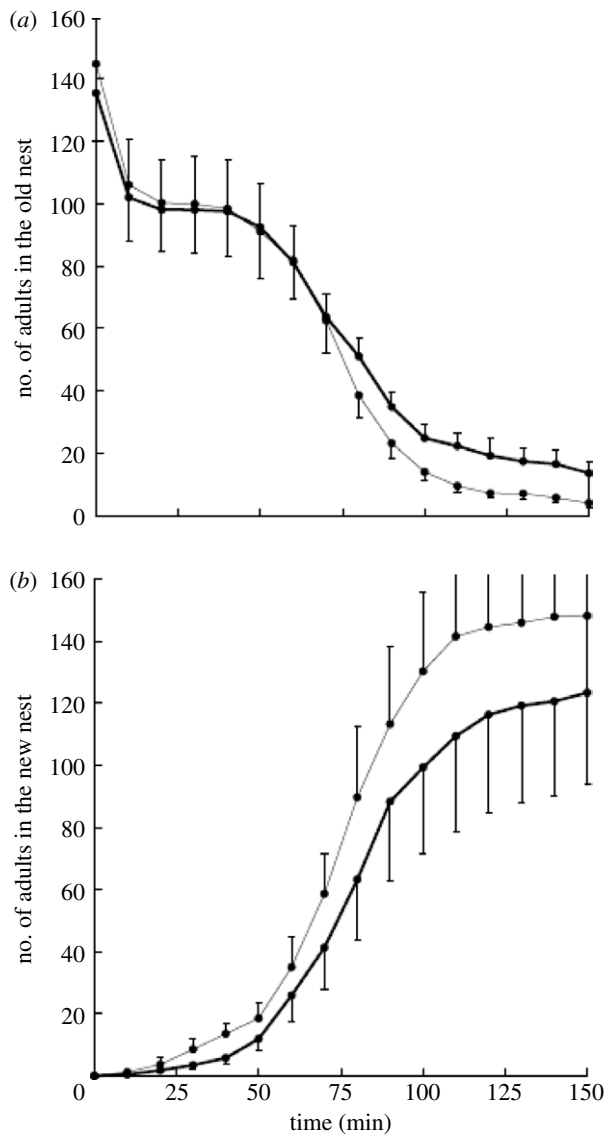 (a) 160
140
120
100
80
60
40
20
0
no. of adults in the old nest
(b) 160
140
120
100
80
60
40
20
0
no. of adults in the new nest
25 50 75 100 125 150
time (min)